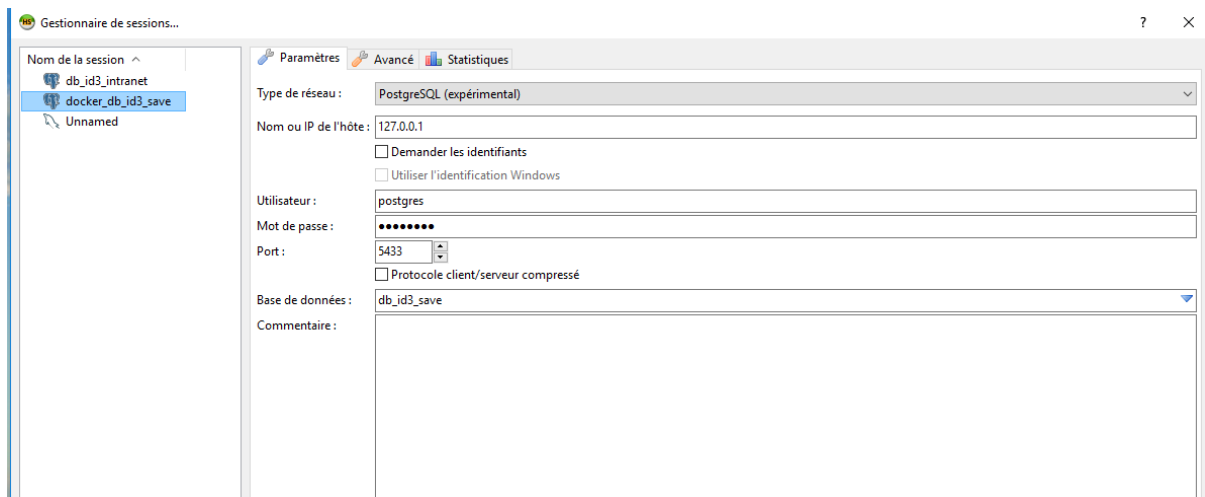 Gestionnaire de sessions...
Nom de la session
db_id3_intranet
docker_db_id3_save
Unnamed
Paramètres Avancé Statistiques
Type de réseau : PostgreSQL (expérimental)
Nom ou IP de l'hôte : 127.0.0.1
Demander les identifiants
Utiliser l'identification Windows
Utilisateur : postgres
Mot de passe : ●●●●●●●●
Port : 5433
Protocole client/serveur compressé
Base de données : db_id3_save
Commentaire :